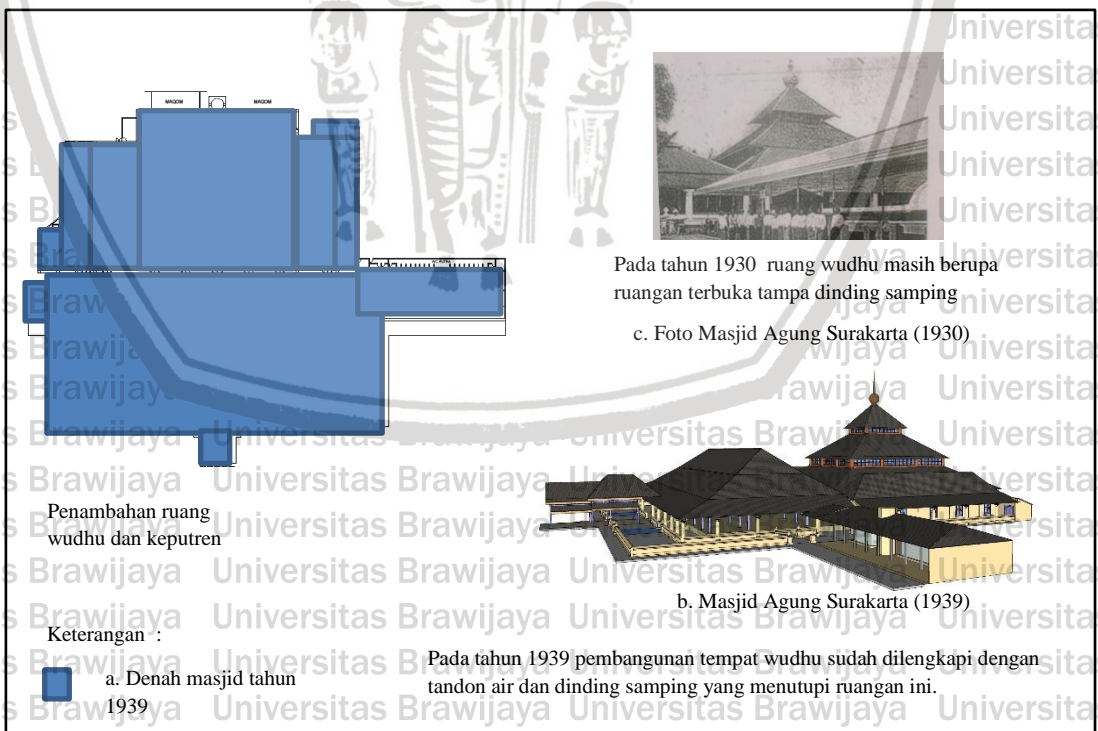 MAQOM
MAQOM
Pada tahun 1930 ruang wudhu masih berupa
ruangan terbuka tampa dinding samping
c. Foto Masjid Agung Surakarta (1930)
Penambahan ruang
wudhu dan keputren
b. Masjid Agung Surakarta (1939)
Keterangan :
a. Denah masjid tahun
1939
Pada tahun 1939 pembangunan tempat wudhu sudah dilengkapi dengan
tandon air dan dinding samping yang menutupi ruangan ini.
Universitas Brawijaya